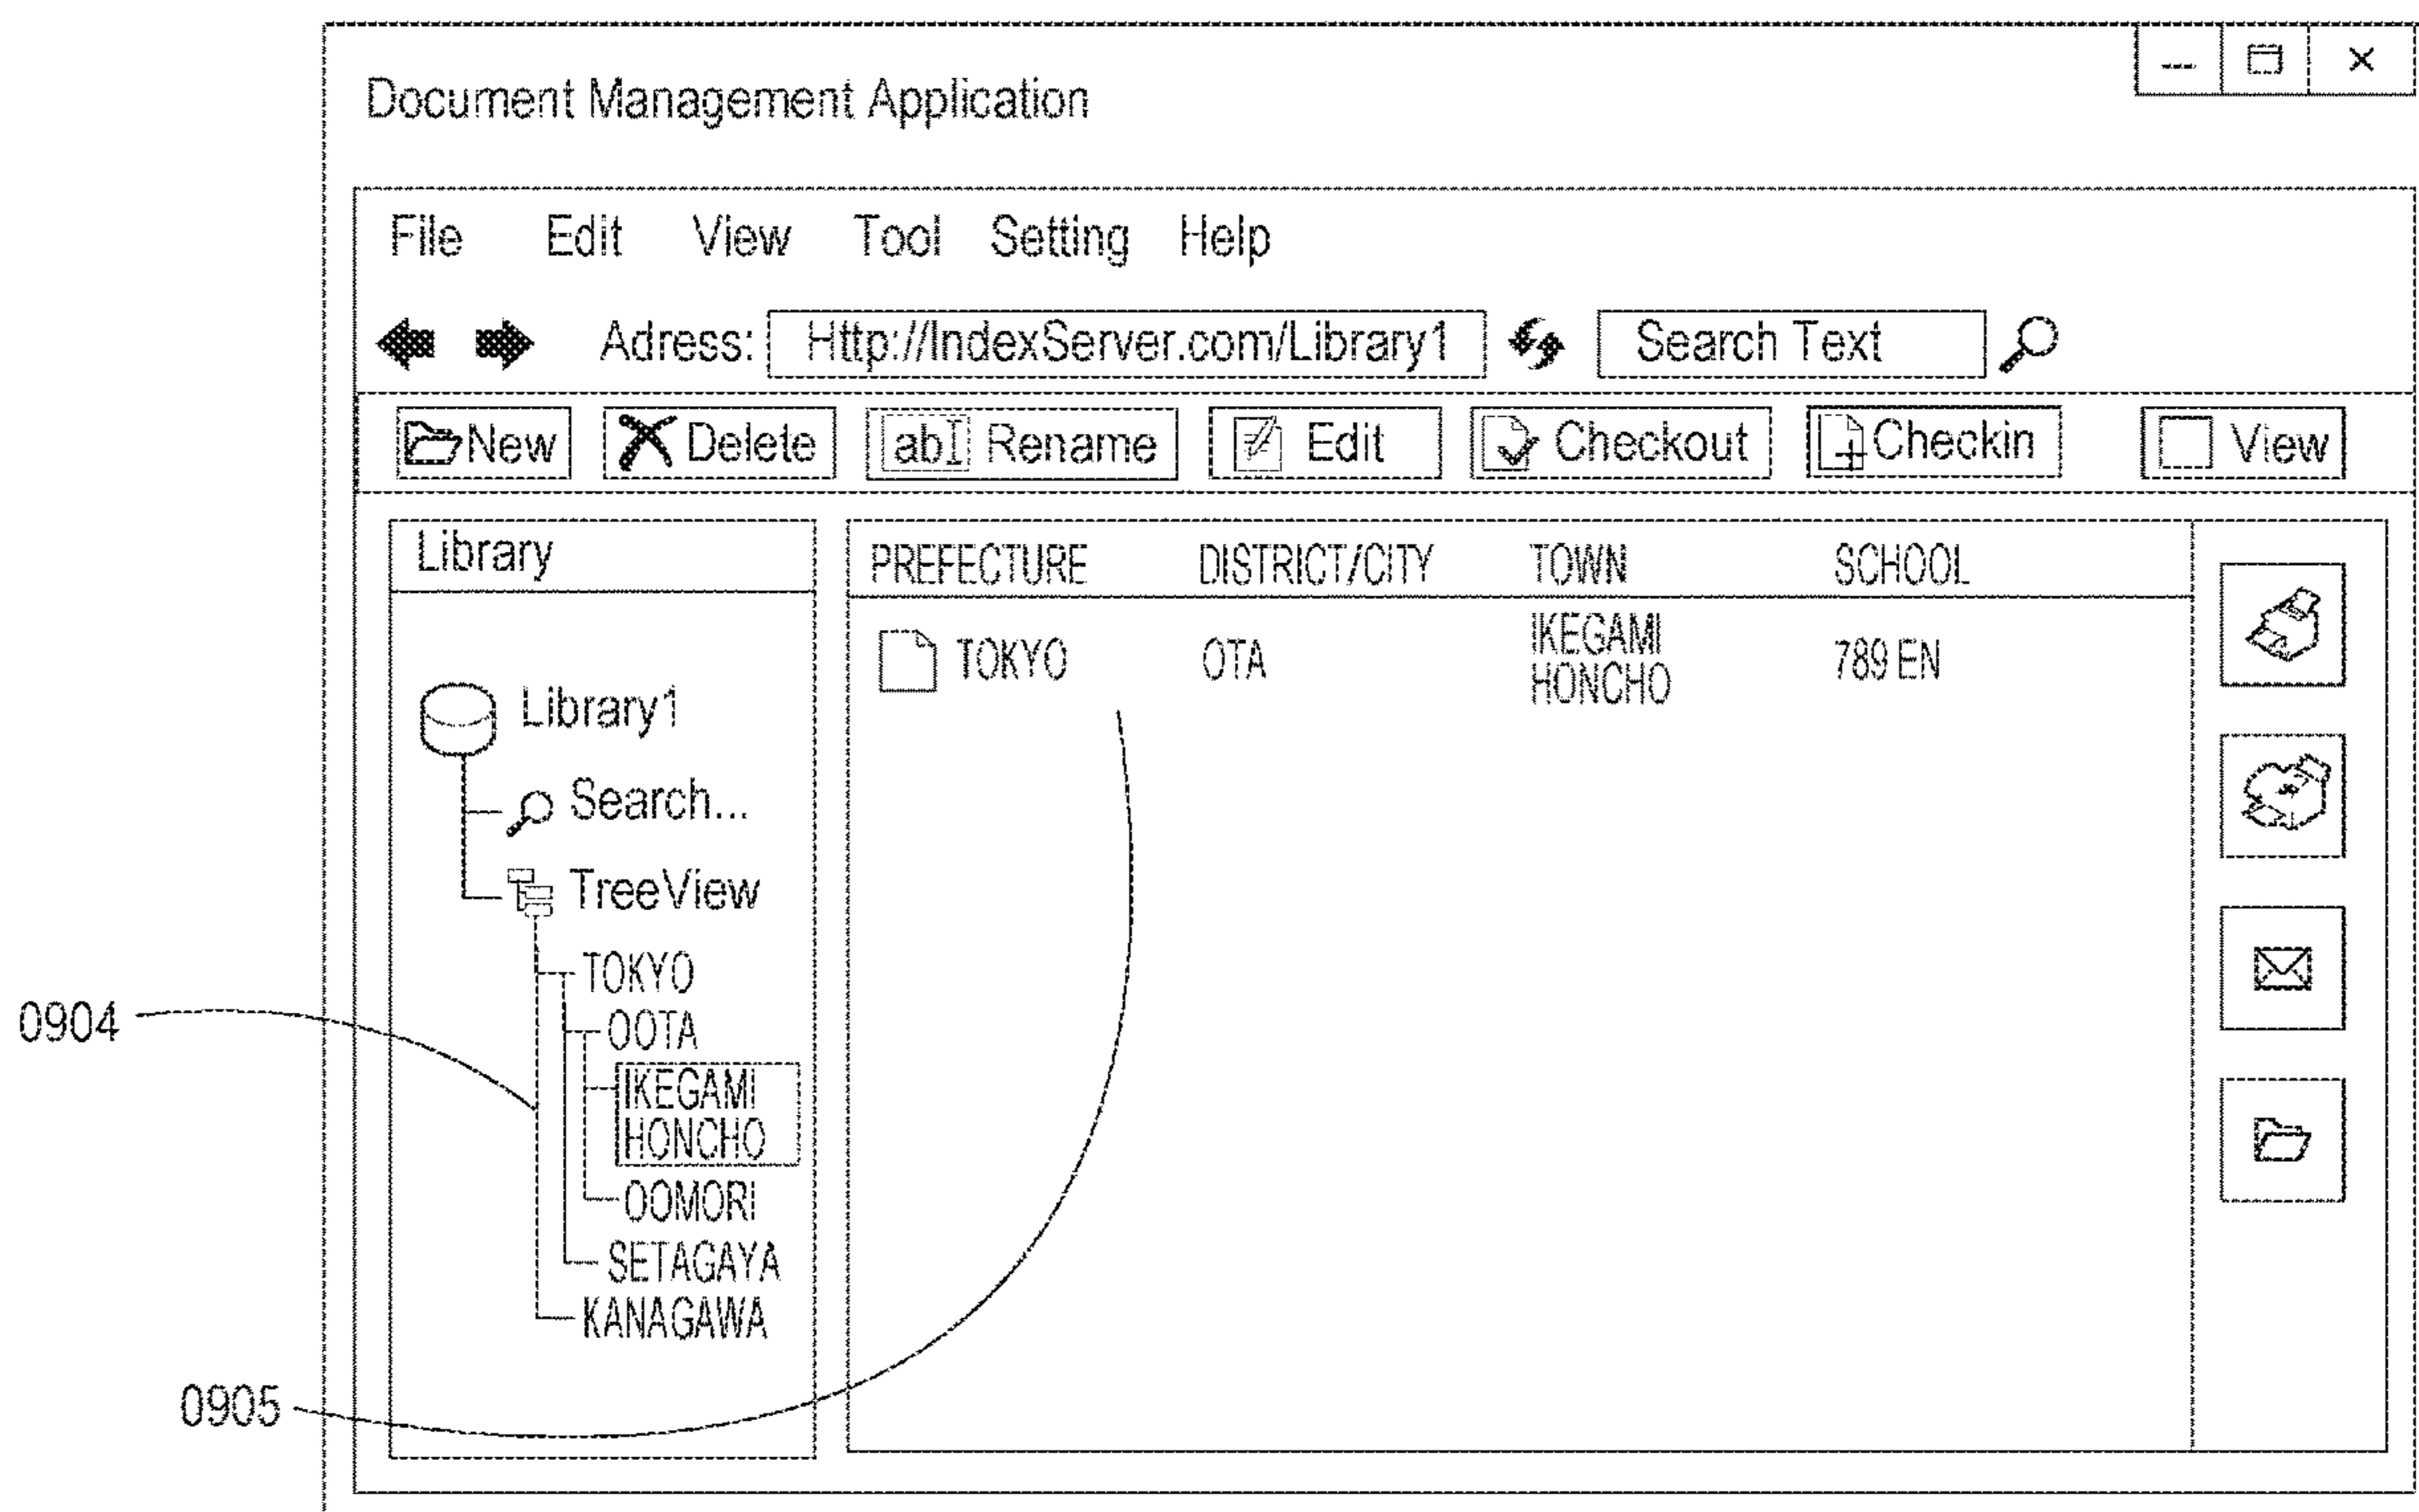 Document Management Application
File Edit View Tool Setting Help
Adress: Http://IndexServer.com/Library1 Search Text
New Delete abI Rename Edit Checkout Checkin View
Library
PREFECTURE DISTRICT/CITY TOWN SCHOOL
TOKYO OTA IKEGAMI HONCHO 789 EN
Library1
Search...
TreeView
TOKYO
OOTA
IKEGAMI
HONCHO
OOMORI
SETAGAYA
KANAGAWA
0904
0905